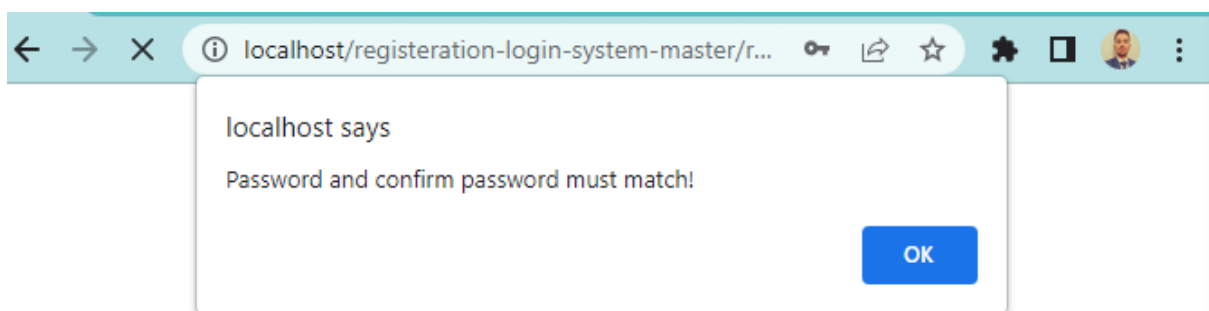 localhost/registeration-login-system-master/r...
localhost says
Password and confirm password must match!
OK